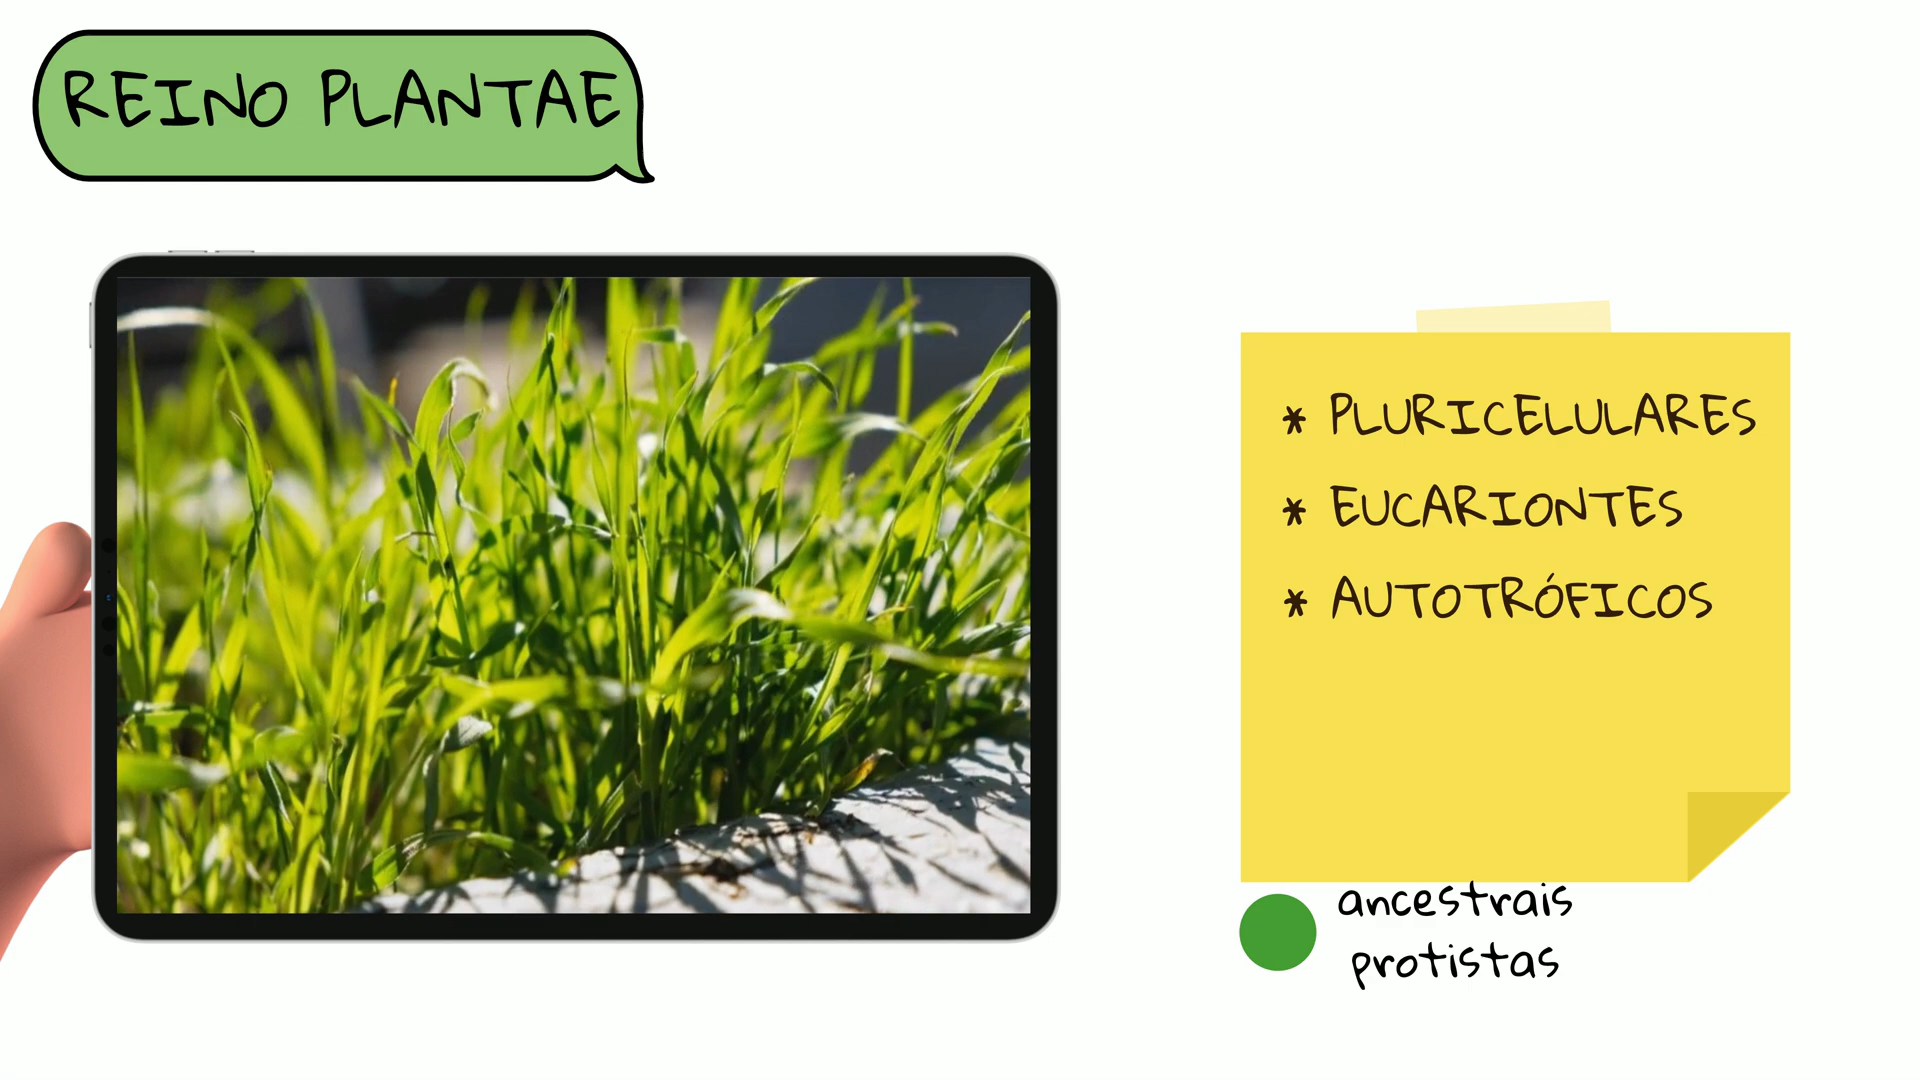 REINO PLANTAE
* PLURICELULARES
* EUCARIONTES
* AUTOTRÓFICOS
ancestrais
protistas